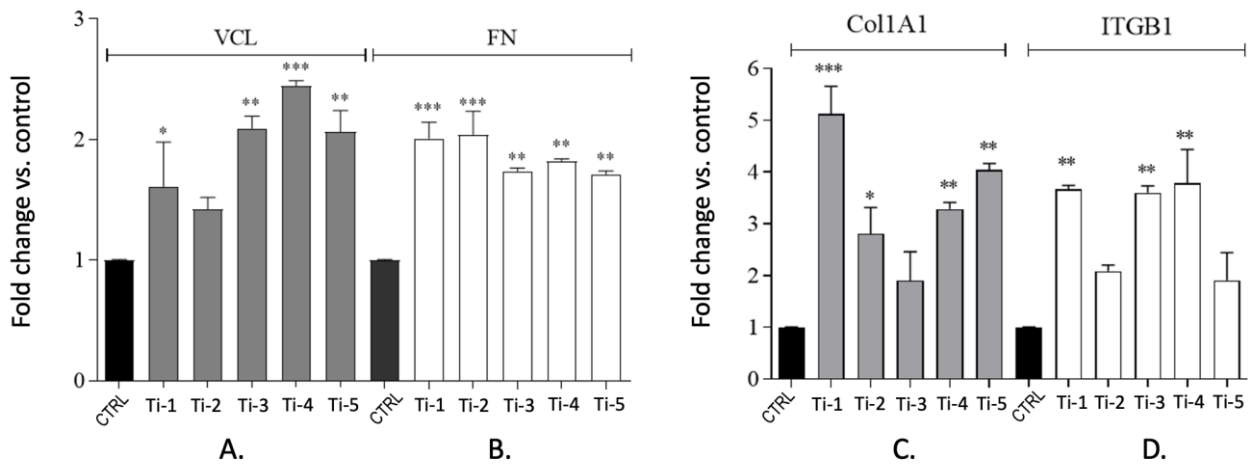 VCL FN
Fold change vs. control
3
2
1
0
* ** *** ** *** *** ** ** **
CTRL Ti-1 Ti-2 Ti-3 Ti-4 Ti-5 CTRL Ti-1 Ti-2 Ti-3 Ti-4 Ti-5
A. B.
Col1A1 ITGB1
Fold change vs. control
6
5
4
3
2
1
0
*** * ** ** ** ** **
CTRL Ti-1 Ti-2 Ti-3 Ti-4 Ti-5 CTRL Ti-1 Ti-2 Ti-3 Ti-4 Ti-5
C. D.